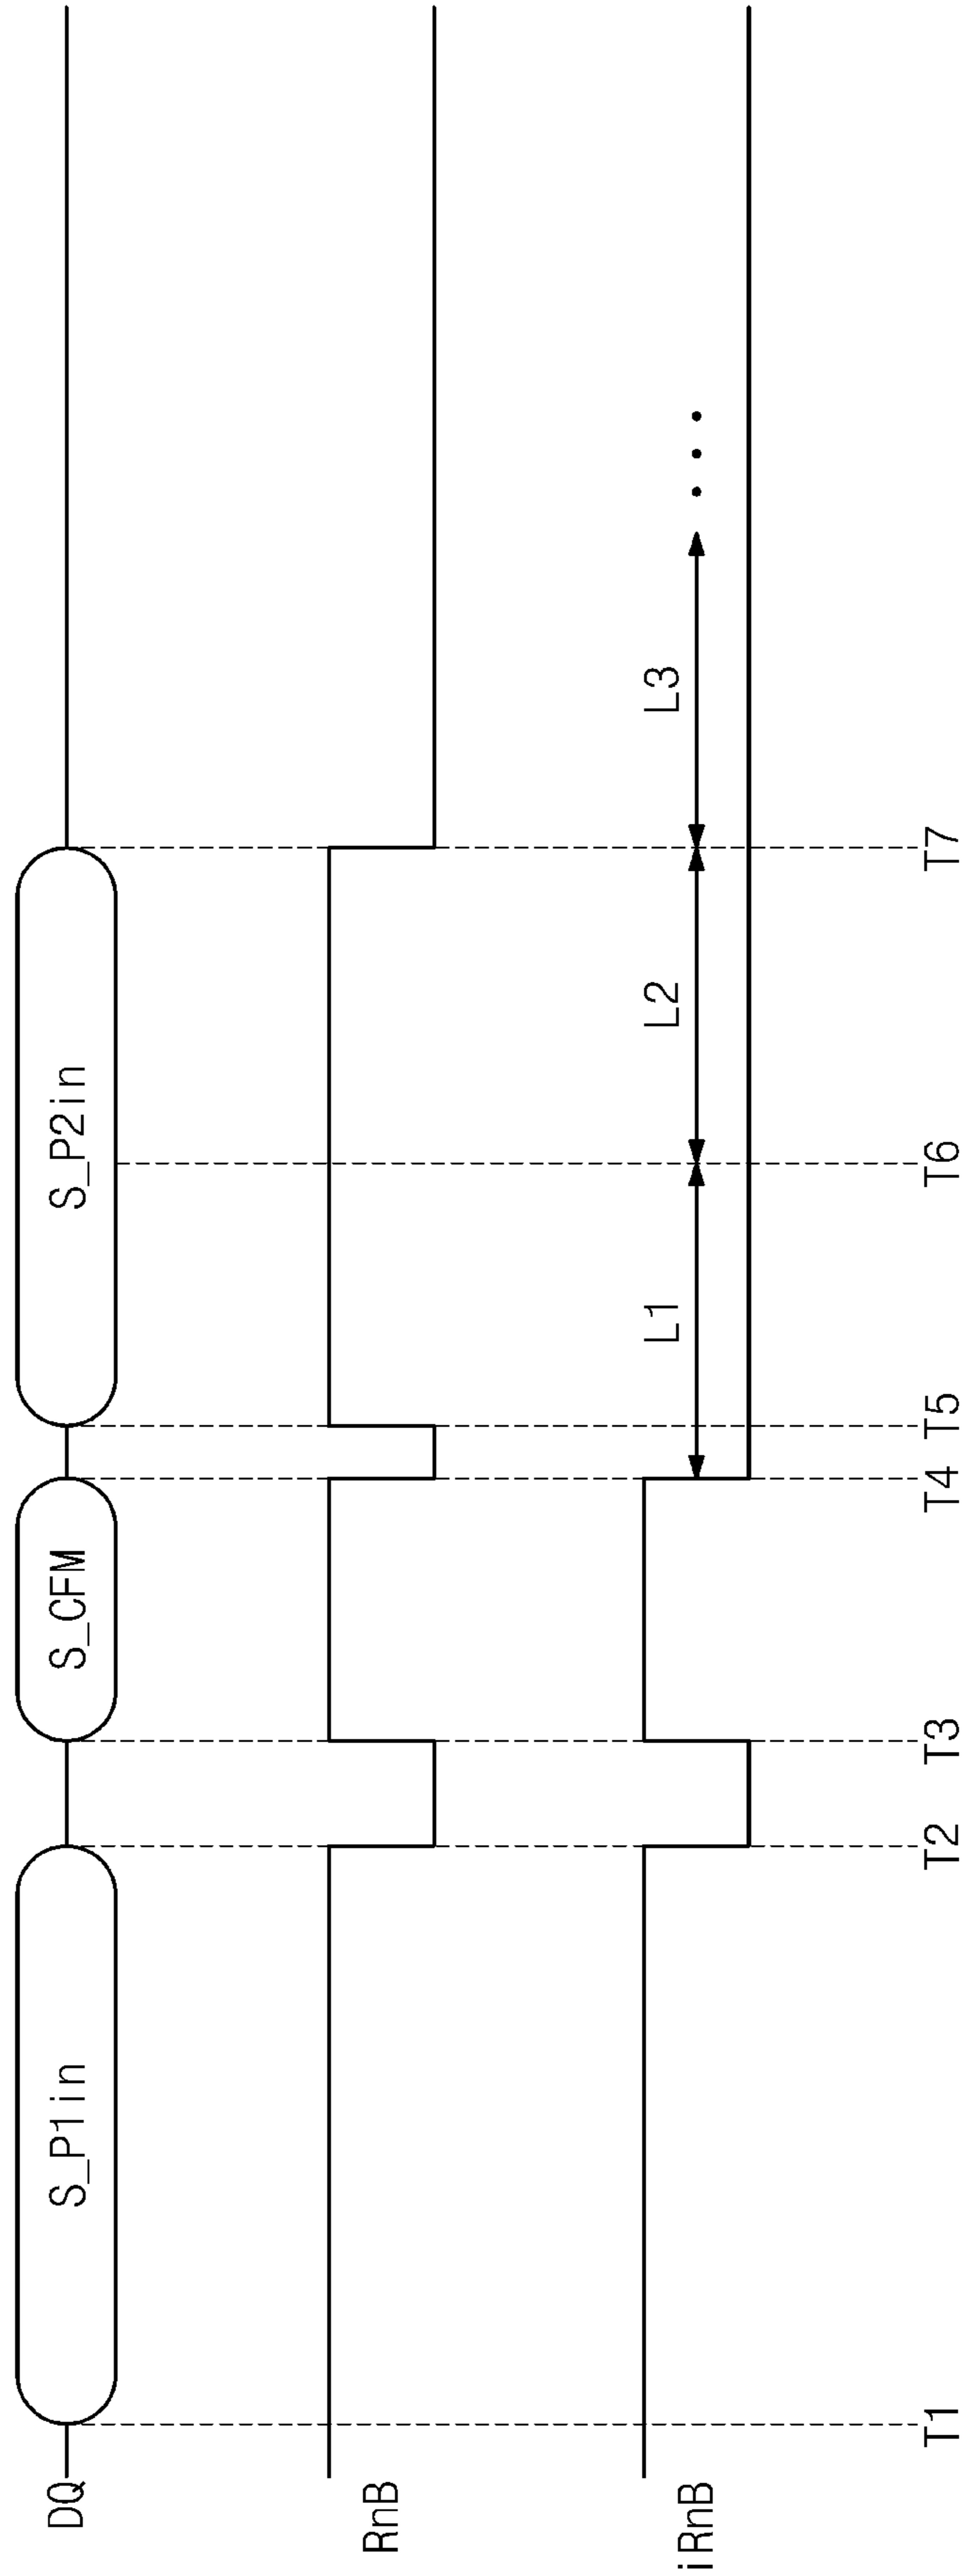 DQ
S_P1in
S_CFM
S_P2in
RnB
iRnB
L1
L2
L3
T1
T2
T3
T4
T5
T6
T7